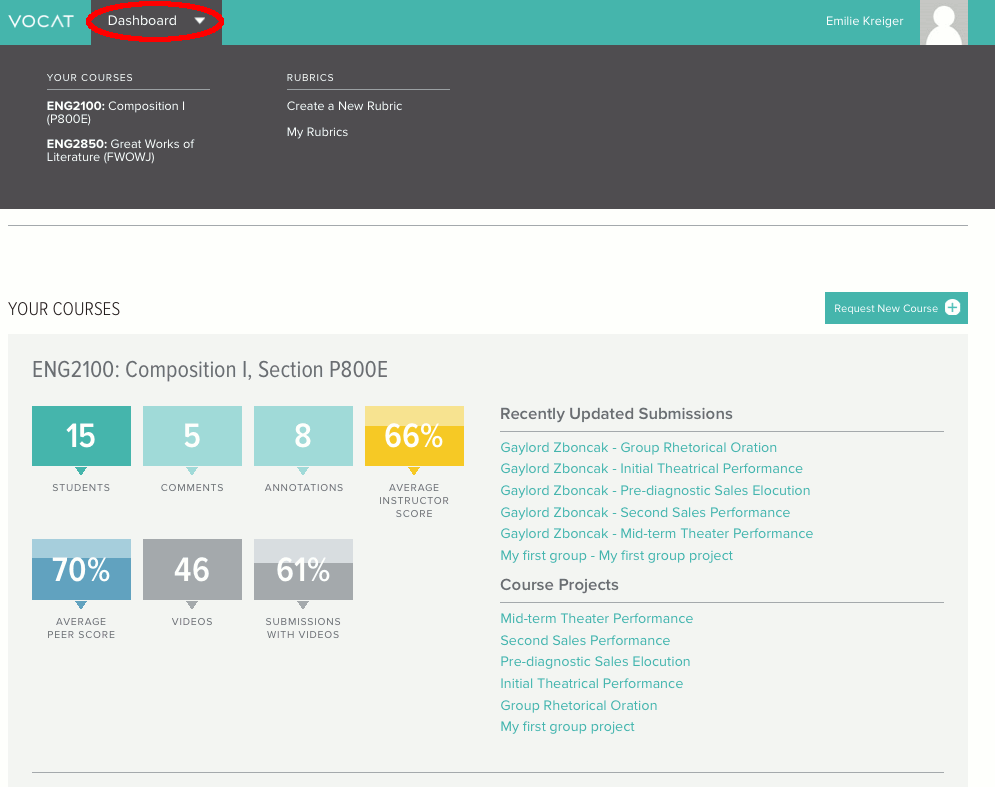 VOCAT
Dashboard
Emilie Kreiger
YOUR COURSES
ENG2100: Composition I
(P800E)
ENG2850: Great Works of
Literature (FWOWJ)
RUBRICS
Create a New Rubric
My Rubrics
YOUR COURSES
Request New Course
ENG2100: Composition I, Section P800E
15
STUDENTS
5
COMMENTS
8
ANNOTATIONS
66%
AVERAGE
INSTRUCTOR
SCORE
70%
AVERAGE
PEER SCORE
46
VIDEOS
61%
SUBMISSIONS
WITH VIDEOS
Recently Updated Submissions
Gaylord Zboncak - Group Rhetorical Oration
Gaylord Zboncak - Initial Theatrical Performance
Gaylord Zboncak - Pre-diagnostic Sales Elocution
Gaylord Zboncak - Second Sales Performance
Gaylord Zboncak - Mid-term Theater Performance
My first group - My first group project
Course Projects
Mid-term Theater Performance
Second Sales Performance
Pre-diagnostic Sales Elocution
Initial Theatrical Performance
Group Rhetorical Oration
My first group project